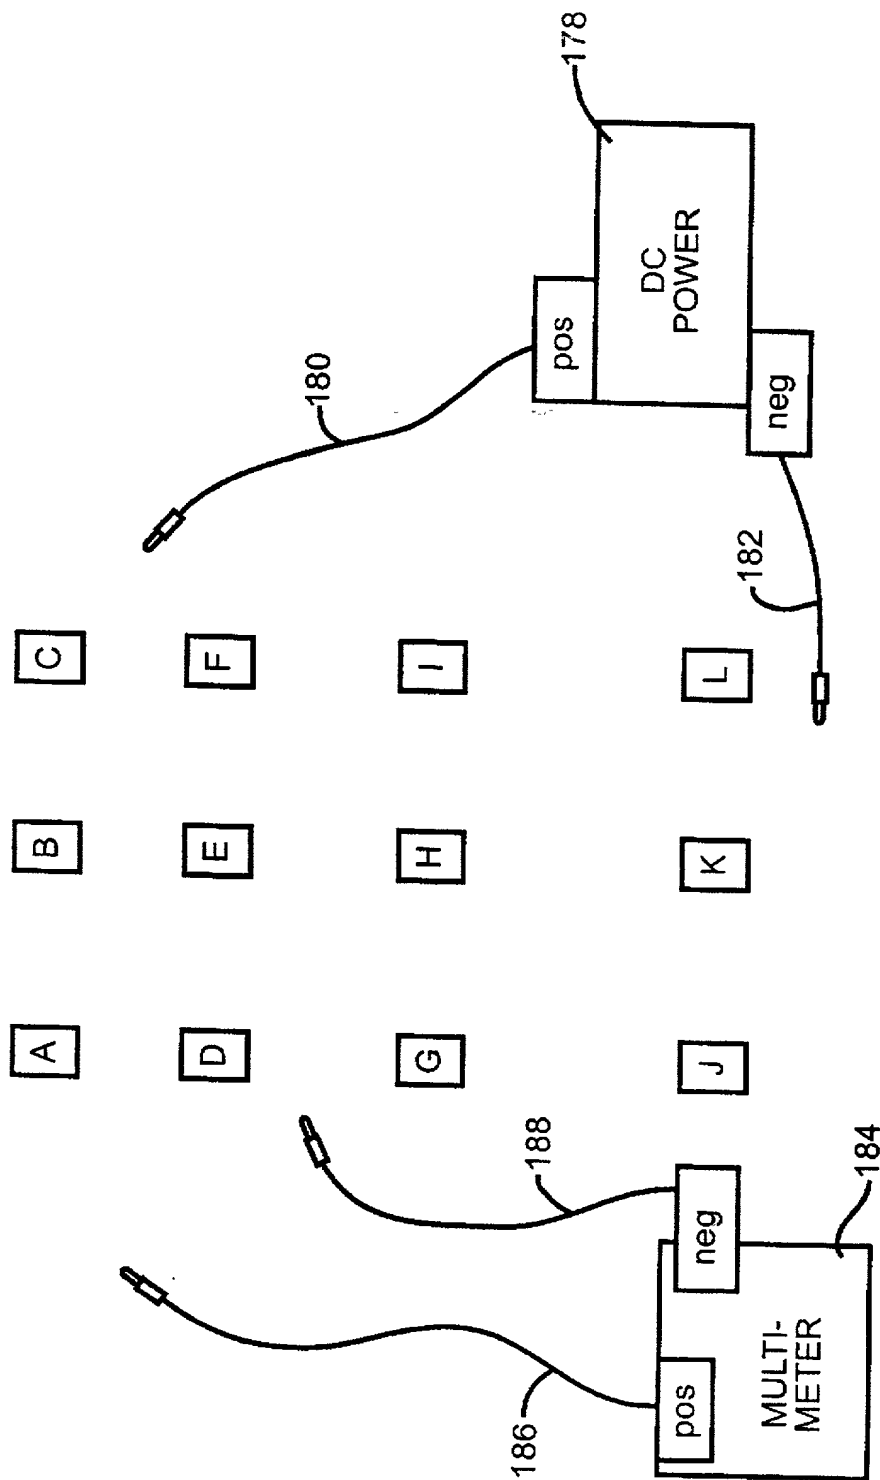 A
B
C
D
E
F
G
H
I
J
K
L
186
188
180
178
182
184
pos
neg
MULTI-
METER
pos
DC
POWER
neg